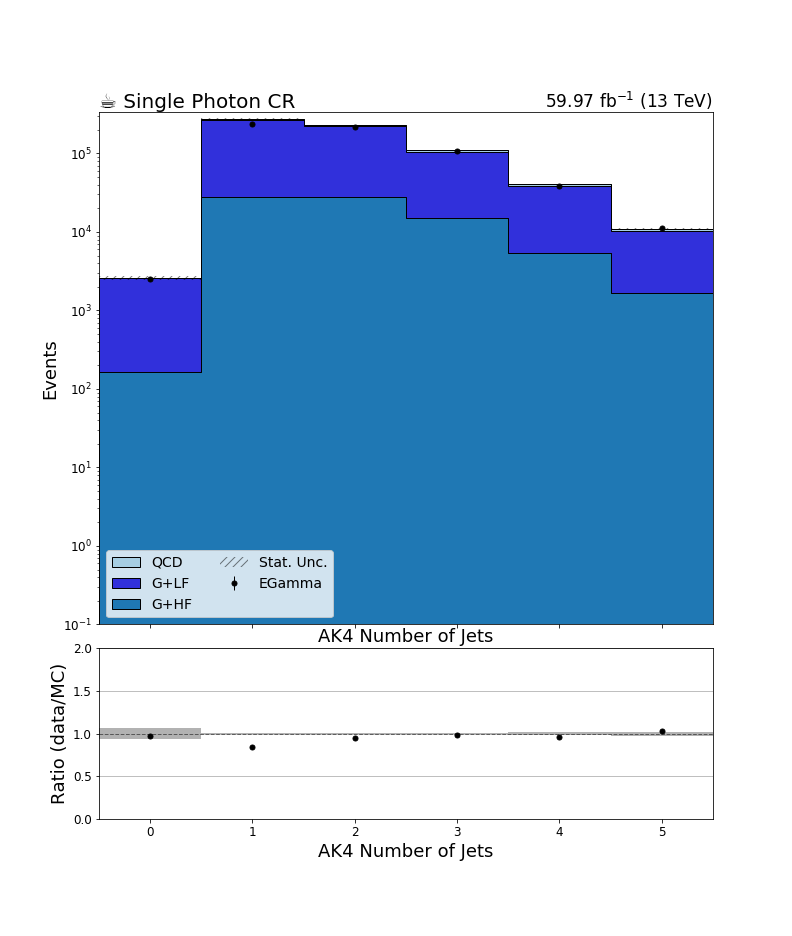 ☕ Single Photon CR
59.97 fb⁻¹ (13 TeV)
Events
10⁵
10⁴
10³
10²
10¹
10⁰
10⁻¹
QCD
G+LF
G+HF
Stat. Unc.
EGamma
AK4 Number of Jets
Ratio (data/MC)
2.0
1.5
1.0
0.5
0.0
0 1 2 3 4 5
AK4 Number of Jets